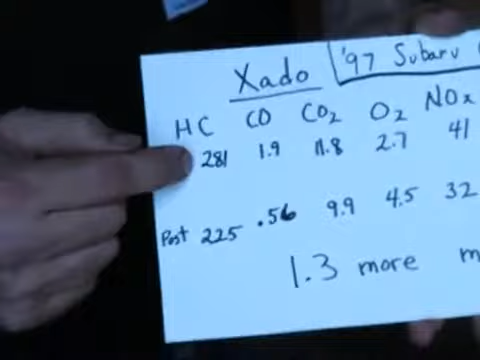 Xado '97 Subaru
HC CO CO₂ O₂ NOx
281 1.9 11.8 2.7 41
Post 225 .56 9.9 4.5 32
1.3 more